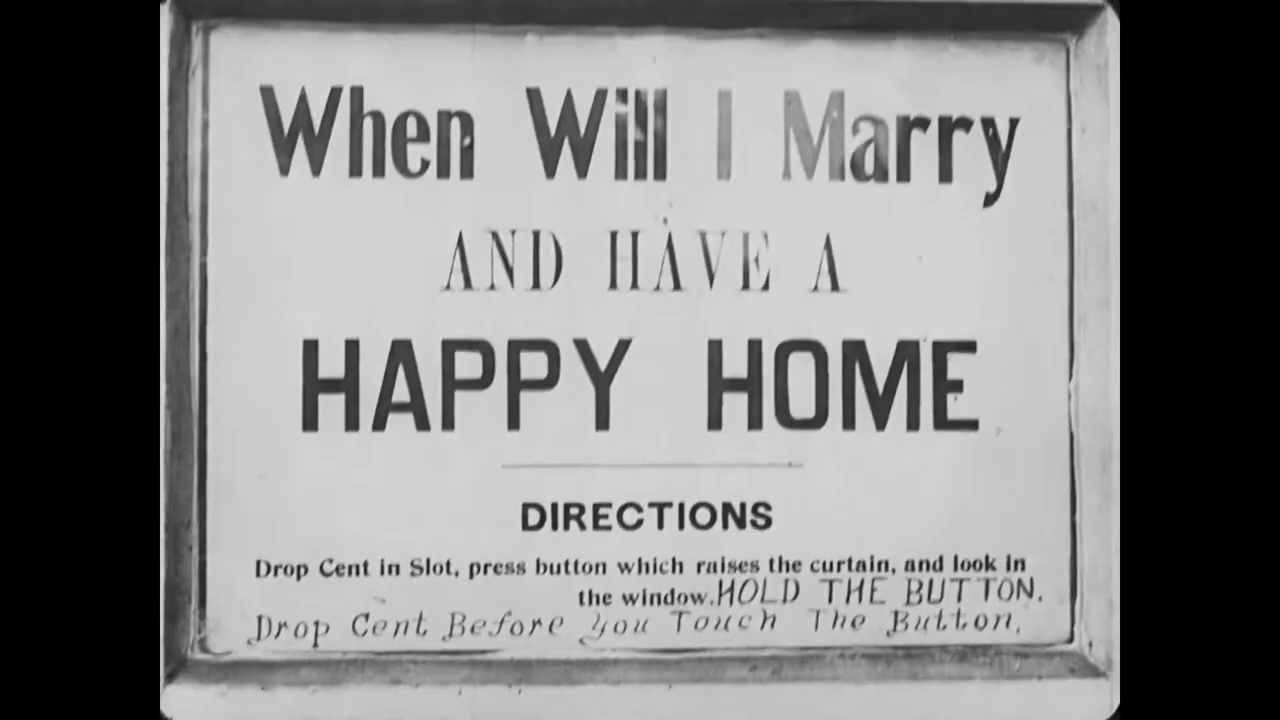 When Will I Marry
AND HAVE A
HAPPY HOME
DIRECTIONS
Drop Cent in Slot, press button which raises the curtain, and look in
the window. HOLD THE BUTTON.
Drop Cent Before you Touch The Button.